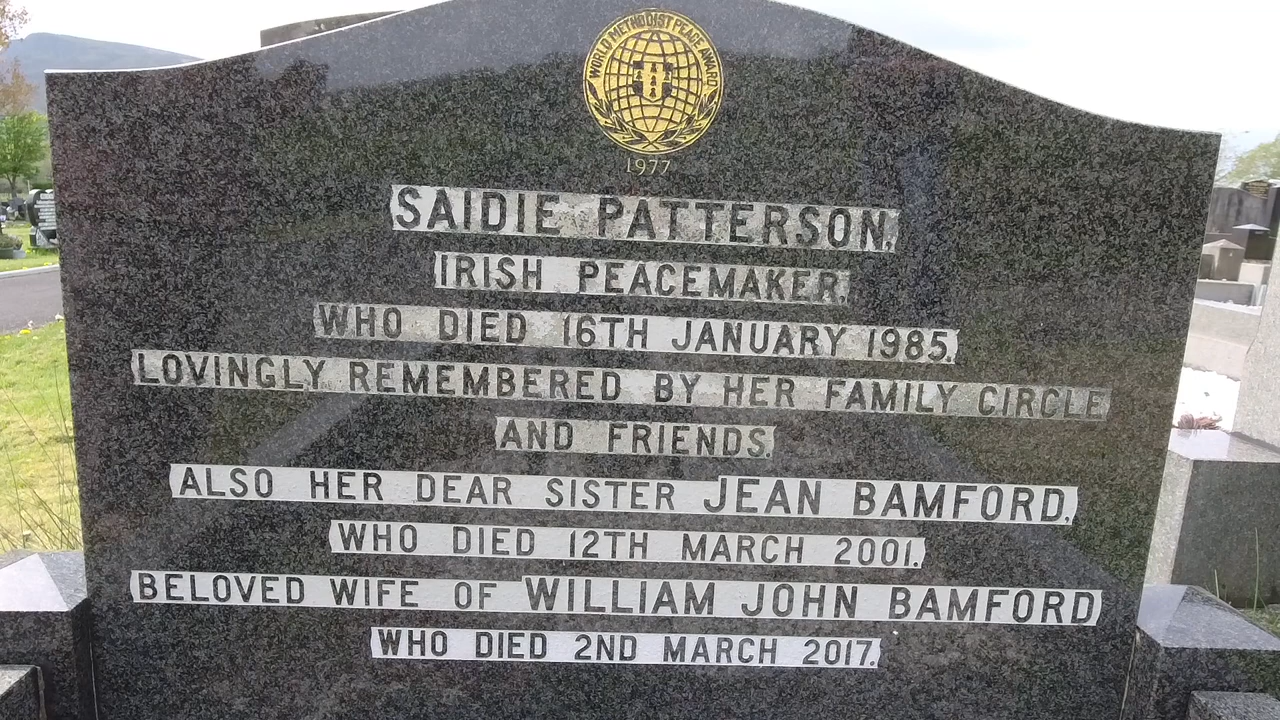 WORLD METHODIST PEACE AWARD
1977
SAIDIE PATTERSON,
IRISH PEACEMAKER,
WHO DIED 16TH JANUARY 1985.
LOVINGLY REMEMBERED BY HER FAMILY CIRCLE
AND FRIENDS.
ALSO HER DEAR SISTER JEAN BAMFORD,
WHO DIED 12TH MARCH 2001.
BELOVED WIFE OF WILLIAM JOHN BAMFORD
WHO DIED 2ND MARCH 2017.